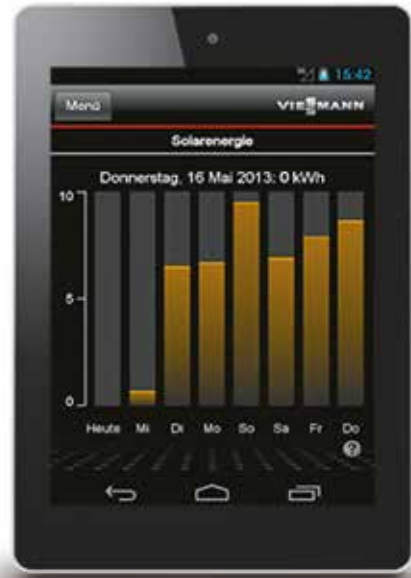 15:42
Menü
VIESMANN
Solarenergie
Donnerstag, 16 Mai 2013: 0 kWh
10
5
0
Heute Mi Di Mo So Sa Fr Do
?